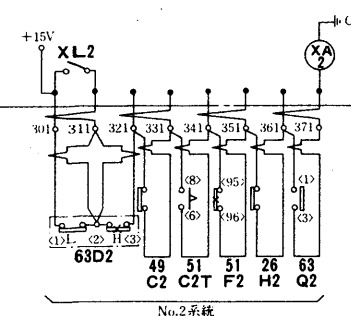 +15V
XL2
XA
2
C
301 311 321 331 341 351 361 371
⟨8⟩ ⟨95⟩ ⟨1⟩
⟨6⟩ ⟨96⟩ ⟨3⟩
⟨1⟩ L ⟨2⟩ H ⟨3⟩
63D2
49 51 51 26 63
C2 C2T F2 H2 Q2
No.2系統